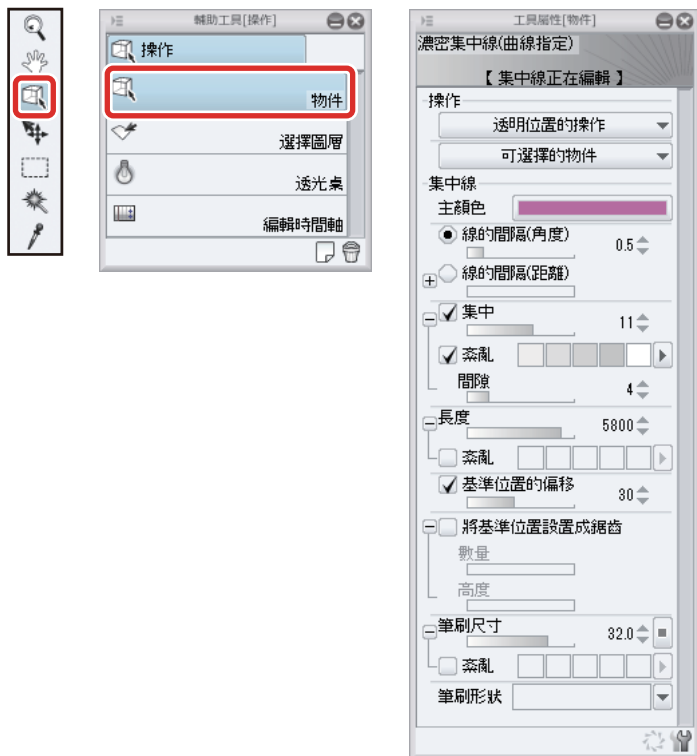 輔助工具[操作]
操作
物件
選擇圖層
透光桌
編輯時間軸
工具屬性[物件]
濃密集中線(曲線指定)
【 集中線正在編輯 】
操作
透明位置的操作
可選擇的物件
集中線
主顏色
線的間隔(角度) 0.5
線的間隔(距離)
集中 11
紊亂
間隙 4
長度 5800
紊亂
基準位置的偏移 30
將基準位置設置成鋸齒
數量
高度
筆刷尺寸 32.0
紊亂
筆刷形狀